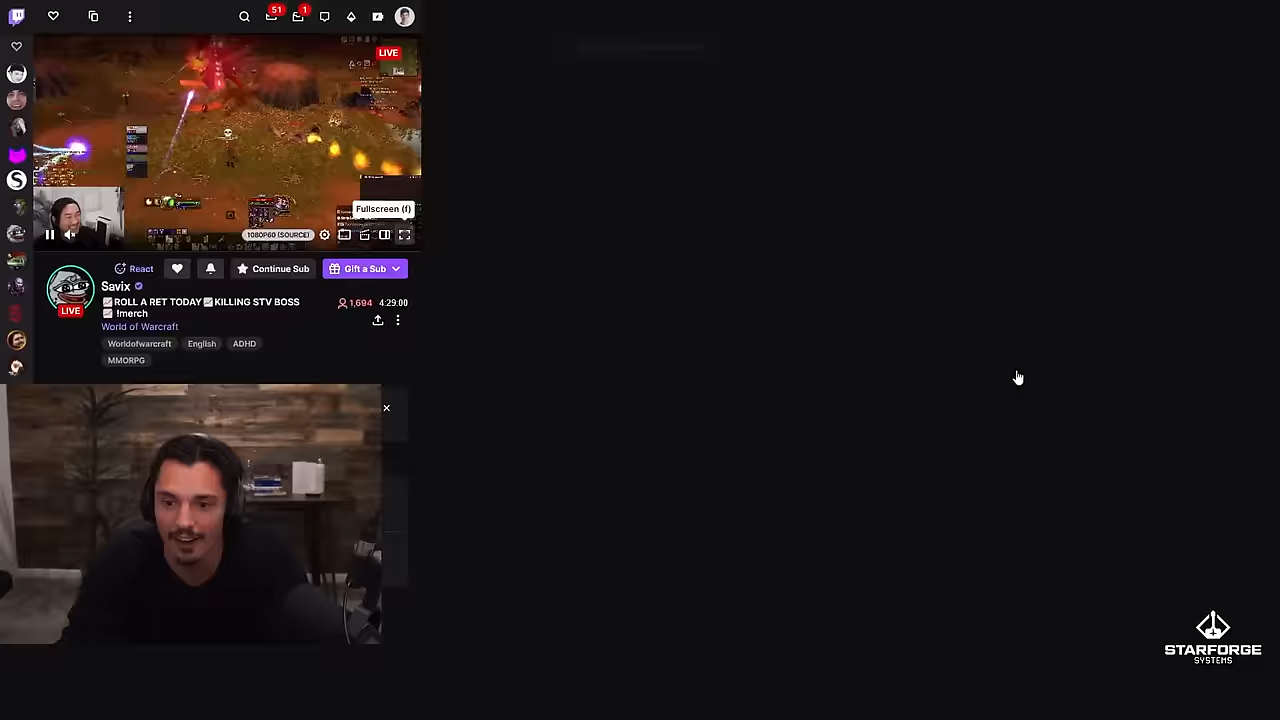 51
1
LIVE
Fullscreen (f)
1080P60 (SOURCE)
React
Continue Sub
Gift a Sub
Savix
LIVE
ROLL A RET TODAY KILLING STV BOSS
!merch
1,694
4:29:00
World of Warcraft
Worldofwarcraft
English
ADHD
MMORPG
STARFORGE
SYSTEMS